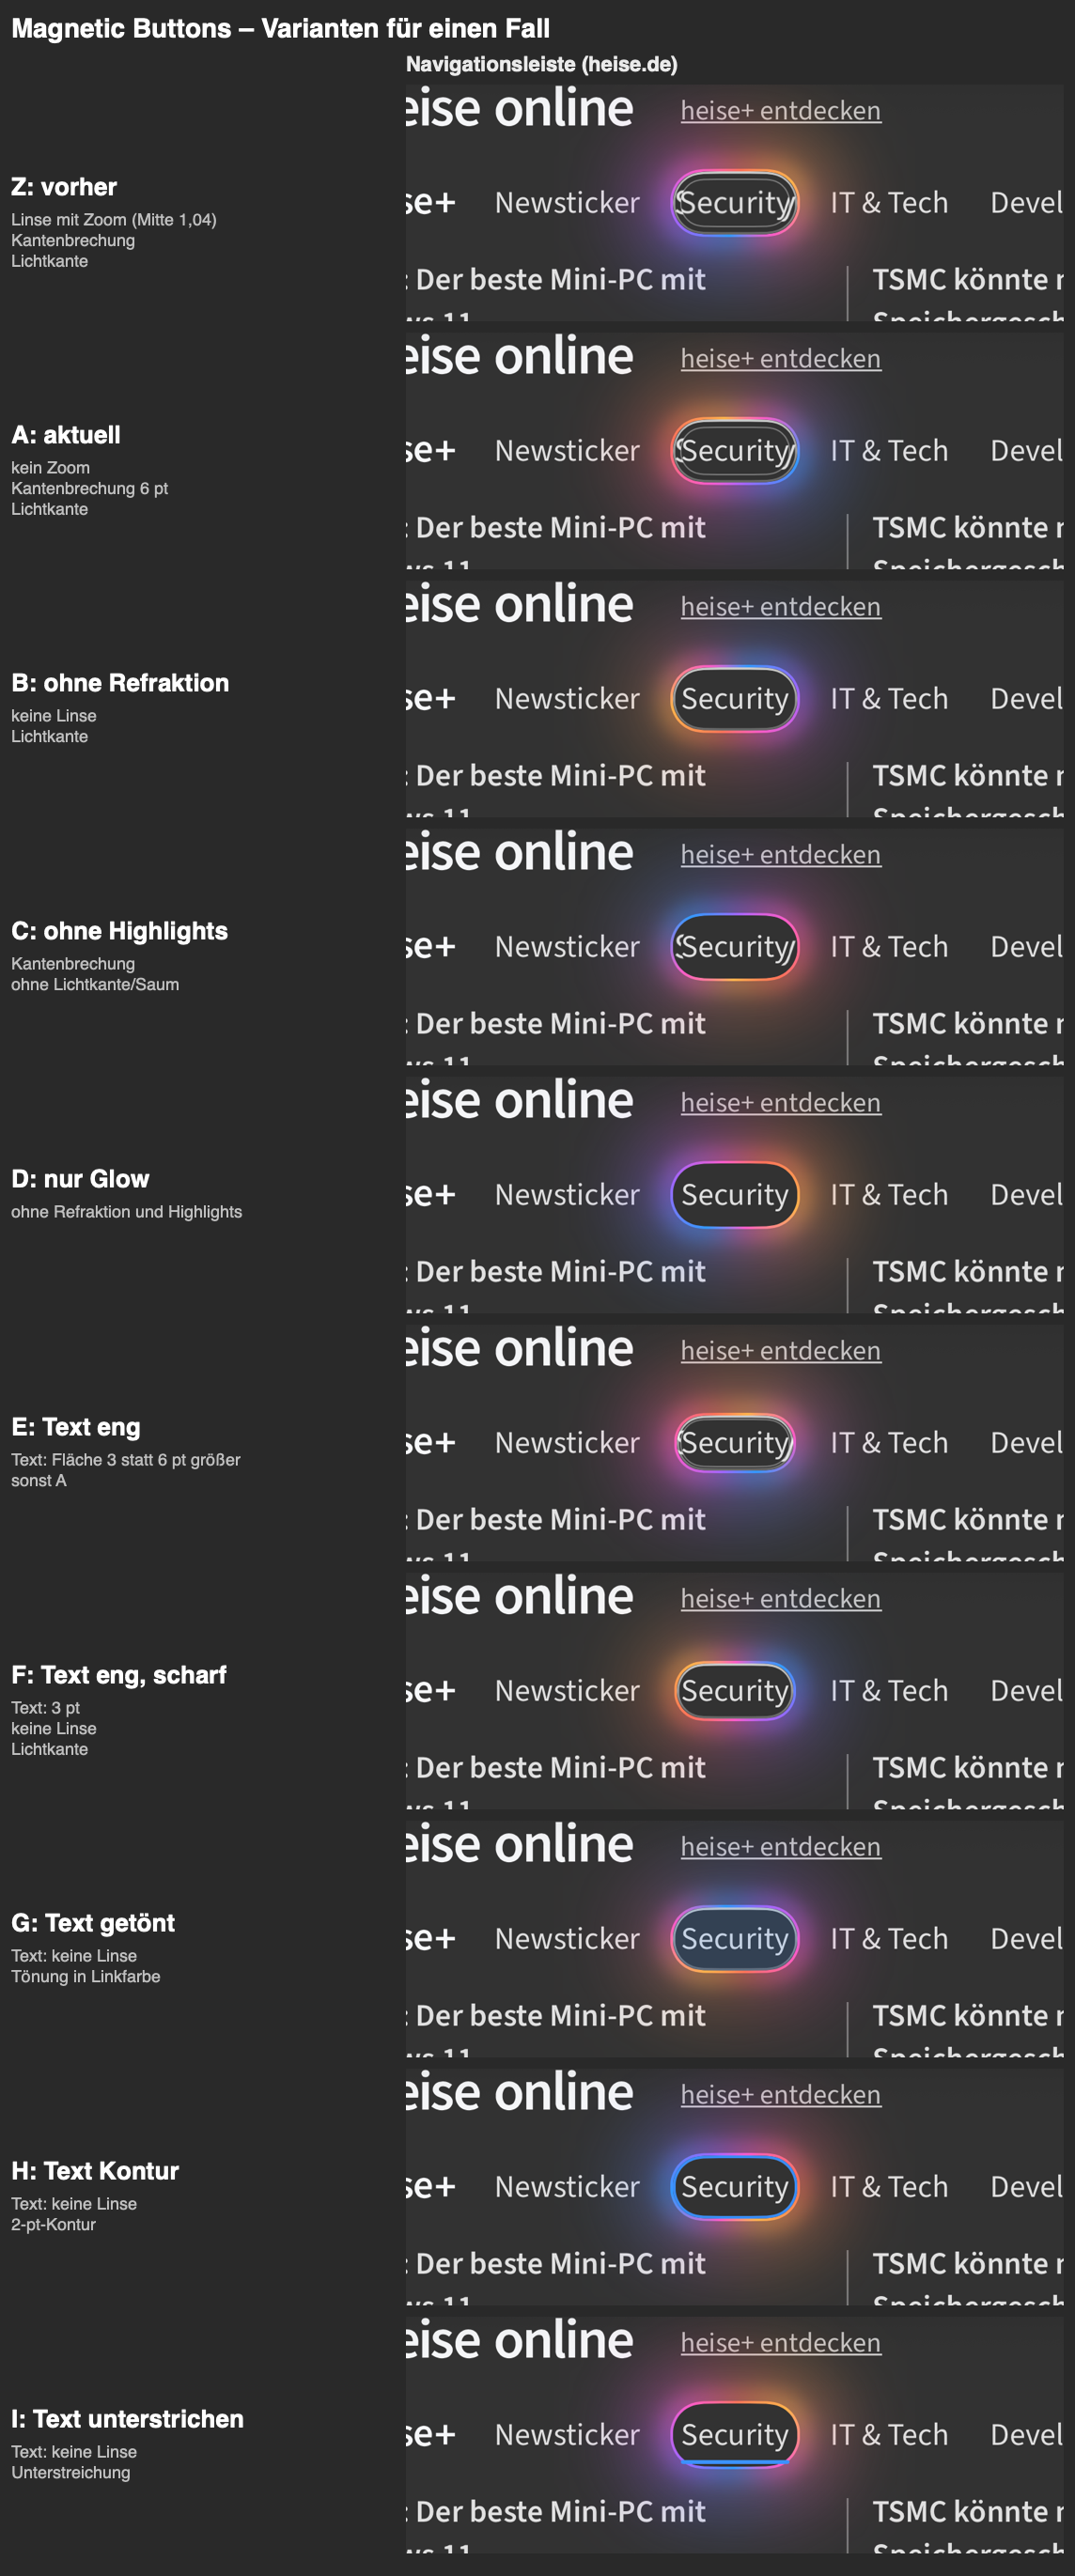 Magnetic Buttons – Varianten für einen Fall
Navigationsleiste (heise.de)
Z: vorher
Linse mit Zoom (Mitte 1,04)
Kantenbrechung
Lichtkante
eise online heise+ entdecken
se+ Newsticker Security IT & Tech Devel
: Der beste Mini-PC mit TSMC könnte
A: aktuell
kein Zoom
Kantenbrechung 6 pt
Lichtkante
eise online heise+ entdecken
se+ Newsticker Security IT & Tech Devel
: Der beste Mini-PC mit TSMC könnte
B: ohne Refraktion
keine Linse
Lichtkante
eise online heise+ entdecken
se+ Newsticker Security IT & Tech Devel
: Der beste Mini-PC mit TSMC könnte
C: ohne Highlights
Kantenbrechung
ohne Lichtkante/Saum
eise online heise+ entdecken
se+ Newsticker Security IT & Tech Devel
: Der beste Mini-PC mit TSMC könnte
D: nur Glow
ohne Refraktion und Highlights
eise online heise+ entdecken
se+ Newsticker Security IT & Tech Devel
: Der beste Mini-PC mit TSMC könnte
E: Text eng
Text: Fläche 3 statt 6 pt größer
sonst A
eise online heise+ entdecken
se+ Newsticker Security IT & Tech Devel
: Der beste Mini-PC mit TSMC könnte
F: Text eng, scharf
Text: 3 pt
keine Linse
Lichtkante
eise online heise+ entdecken
se+ Newsticker Security IT & Tech Devel
: Der beste Mini-PC mit TSMC könnte
G: Text getönt
Text: keine Linse
Tönung in Linkfarbe
eise online heise+ entdecken
se+ Newsticker Security IT & Tech Devel
: Der beste Mini-PC mit TSMC könnte
H: Text Kontur
Text: keine Linse
2-pt-Kontur
eise online heise+ entdecken
se+ Newsticker Security IT & Tech Devel
: Der beste Mini-PC mit TSMC könnte
I: Text unterstrichen
Text: keine Linse
Unterstreichung
eise online heise+ entdecken
se+ Newsticker Security IT & Tech Devel
: Der beste Mini-PC mit TSMC könnte